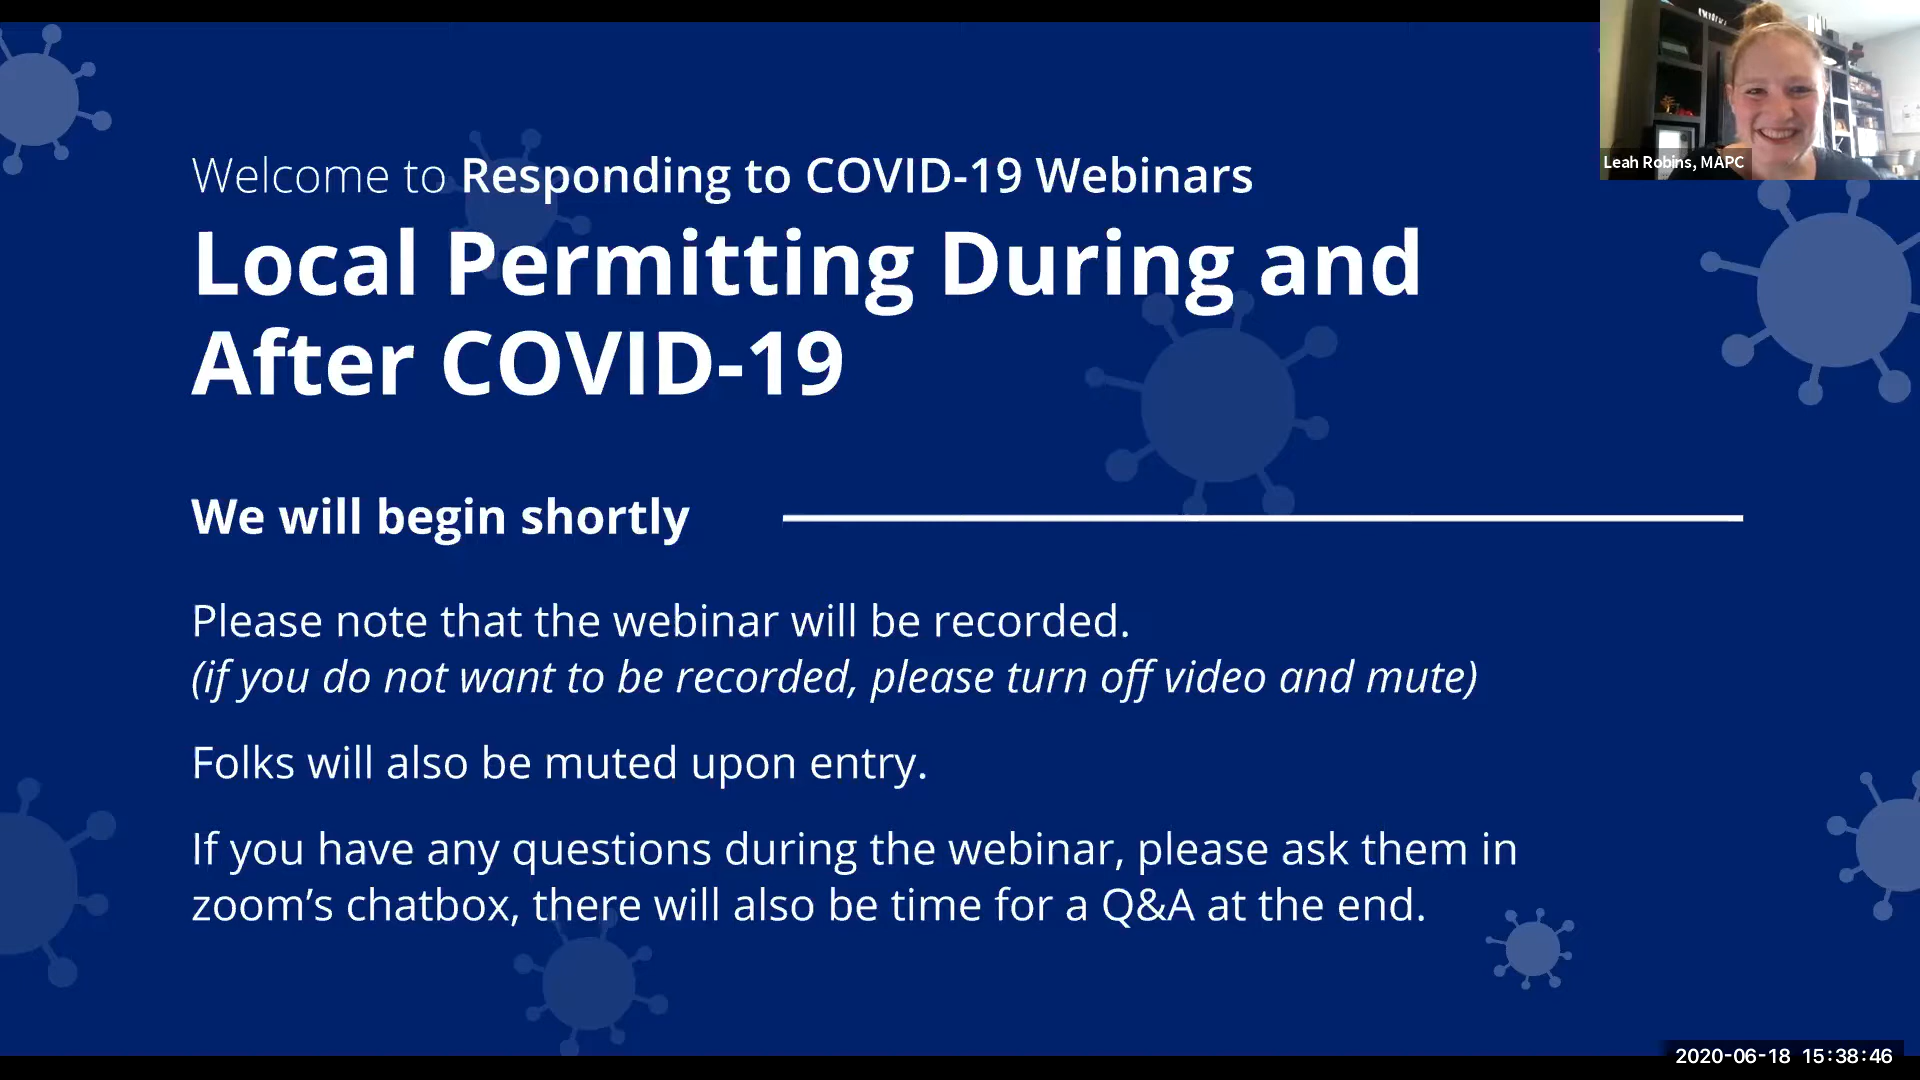 Welcome to Responding to COVID-19 Webinars
Local Permitting During and
After COVID-19
We will begin shortly
Please note that the webinar will be recorded.
(if you do not want to be recorded, please turn off video and mute)
Folks will also be muted upon entry.
If you have any questions during the webinar, please ask them in
zoom’s chatbox, there will also be time for a Q&A at the end.
Leah Robins, MAPC
2020-06-18 15:38:46